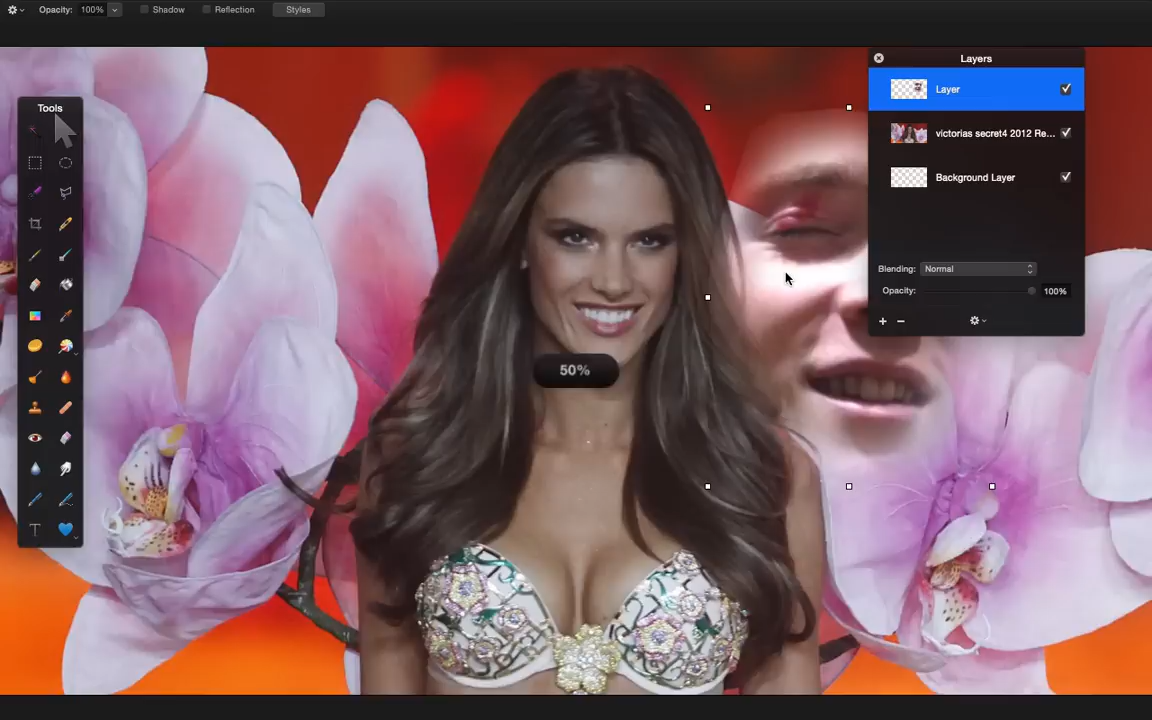 Opacity: 100% Shadow Reflection Styles
Layers
Layer
victorias secret4 2012 Re...
Background Layer
Blending: Normal
Opacity: 100%
Tools
T
50%